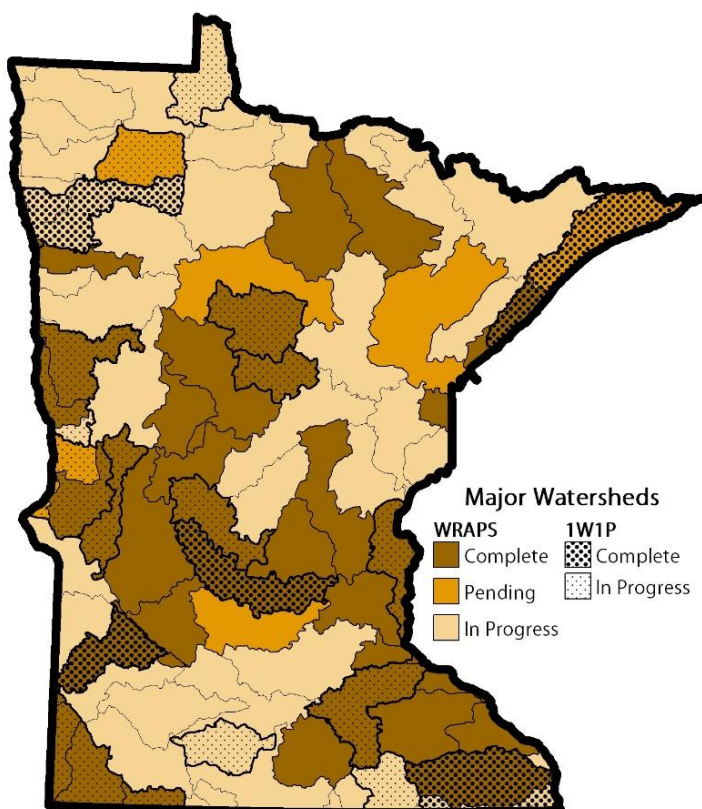 Major Watersheds
WRAPS 1W1P
Complete Complete
Pending In Progress
In Progress